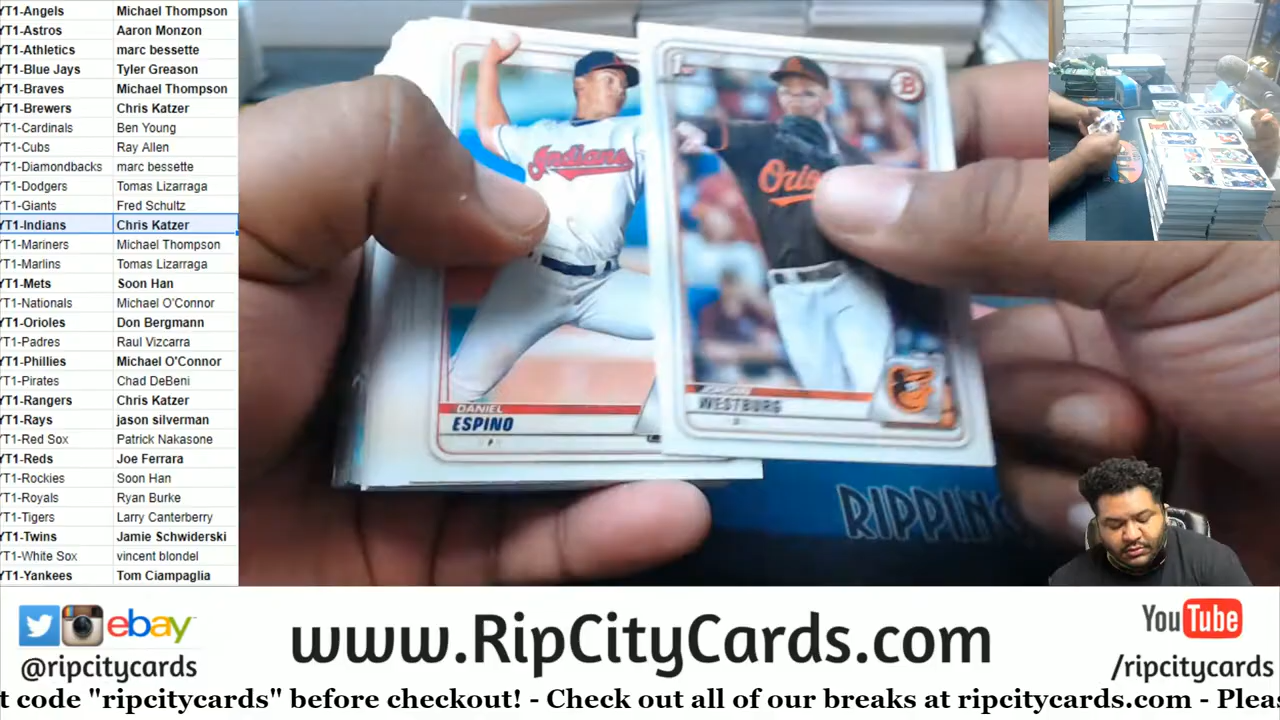 YT1-Angels Michael Thompson
YT1-Astros Aaron Monzon
YT1-Athletics marc bessette
YT1-Blue Jays Tyler Greason
YT1-Braves Michael Thompson
YT1-Brewers Chris Katzer
YT1-Cardinals Ben Young
YT1-Cubs Ray Allen
YT1-Diamondbacks marc bessette
YT1-Dodgers Tomas Lizarraga
YT1-Giants Fred Schultz
YT1-Indians Chris Katzer
YT1-Mariners Michael Thompson
YT1-Marlins Tomas Lizarraga
YT1-Mets Soon Han
YT1-Nationals Michael O'Connor
YT1-Orioles Don Bergmann
YT1-Padres Raul Vizcarra
YT1-Phillies Michael O'Connor
YT1-Pirates Chad DeBeni
YT1-Rangers Chris Katzer
YT1-Rays jason silverman
YT1-Red Sox Patrick Nakasone
YT1-Reds Joe Ferrara
YT1-Rockies Soon Han
YT1-Royals Ryan Burke
YT1-Tigers Larry Canterberry
YT1-Twins Jamie Schwiderski
YT1-White Sox vincent blondel
YT1-Yankees Tom Ciampaglia
Indians
DANIEL
ESPINO
P
1st
B
Orio
JORDAN
WESTBURG
RIPPING
ebay
@ripcitycards
www.RipCityCards.com
YouTube
/ripcitycards
t code "ripcitycards" before checkout! - Check out all of our breaks at ripcitycards.com - Plea